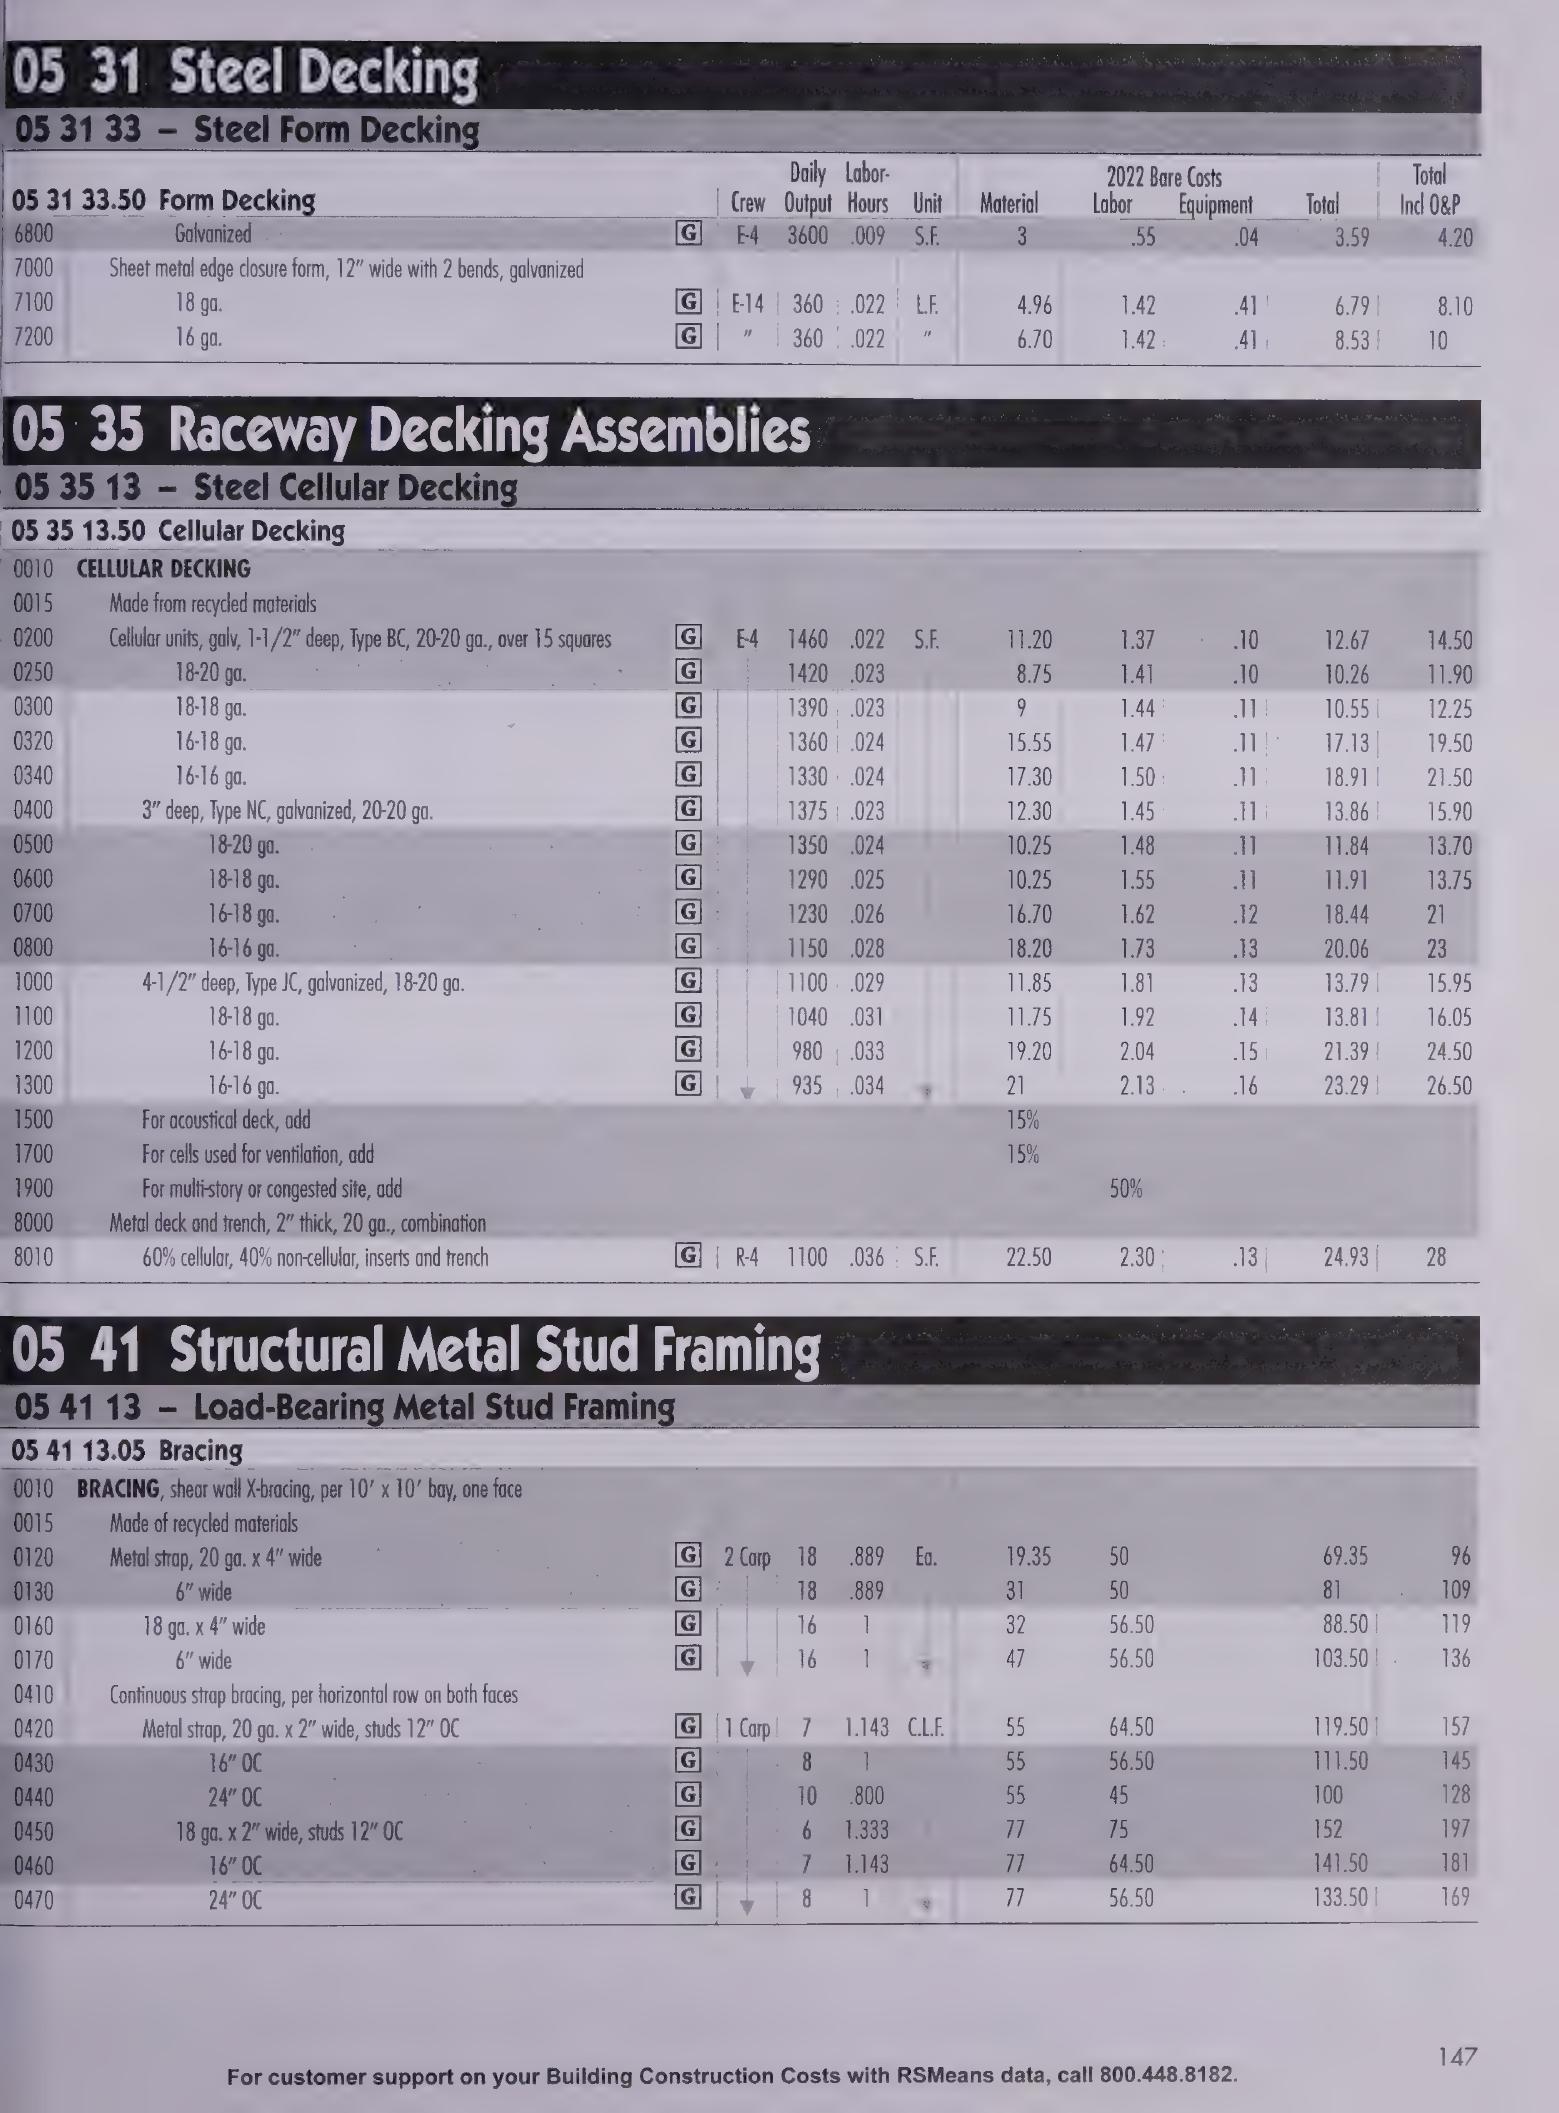 05 31 Steel Decking
05 31 33 – Steel Form Decking
Daily Labor- 2022 Bare Costs Total
05 31 33.50 Form Decking Crew Output Hours Unit Material Labor Equipment Total Incl O&P
6800 Galvanized G E-4 3600 .009 S.F. 3 .55 .04 3.59 4.20
7000 Sheet metal edge closure form, 12" wide with 2 bends, galvanized
7100 18 ga. G E-14 360 .022 L.F. 4.96 1.42 .41 6.79 8.10
7200 16 ga. G " 360 .022 " 6.70 1.42 .41 8.53 10
05 35 Raceway Decking Assemblies
05 35 13 – Steel Cellular Decking
05 35 13.50 Cellular Decking
0010 CELLULAR DECKING
0015 Made from recycled materials
0200 Cellular units, galv, 1-1/2" deep, Type BC, 20-20 ga., over 15 squares G E-4 1460 .022 S.F. 11.20 1.37 .10 12.67 14.50
0250 18-20 ga. G 1420 .023 8.75 1.41 .10 10.26 11.90
0300 18-18 ga. G 1390 .023 9 1.44 .11 10.55 12.25
0320 16-18 ga. G 1360 .024 15.55 1.47 .11 17.13 19.50
0340 16-16 ga. G 1330 .024 17.30 1.50 .11 18.91 21.50
0400 3" deep, Type NC, galvanized, 20-20 ga. G 1375 .023 12.30 1.45 .11 13.86 15.90
0500 18-20 ga. G 1350 .024 10.25 1.48 .11 11.84 13.70
0600 18-18 ga. G 1290 .025 10.25 1.55 .11 11.91 13.75
0700 16-18 ga. G 1230 .026 16.70 1.62 .12 18.44 21
0800 16-16 ga. G 1150 .028 18.20 1.73 .13 20.06 23
1000 4-1/2" deep, Type JC, galvanized, 18-20 ga. G 1100 .029 11.85 1.81 .13 13.79 15.95
1100 18-18 ga. G 1040 .031 11.75 1.92 .14 13.81 16.05
1200 16-18 ga. G 980 .033 19.20 2.04 .15 21.39 24.50
1300 16-16 ga. G 935 .034 21 2.13 .16 23.29 26.50
1500 For acoustical deck, add 15%
1700 For cells used for ventilation, add 15%
1900 For multi-story or congested site, add 50%
8000 Metal deck and trench, 2" thick, 20 ga., combination
8010 60% cellular, 40% non-cellular, inserts and trench G R-4 1100 .036 S.F. 22.50 2.30 .13 24.93 28
05 41 Structural Metal Stud Framing
05 41 13 – Load-Bearing Metal Stud Framing
05 41 13.05 Bracing
0010 BRACING, shear wall X-bracing, per 10' x 10' bay, one face
0015 Made of recycled materials
0120 Metal strap, 20 ga. x 4" wide G 2 Carp 18 .889 Ea. 19.35 50 69.35 96
0130 6" wide G 18 .889 31 50 81 109
0160 18 ga. x 4" wide G 16 1 32 56.50 88.50 119
0170 6" wide G 16 1 47 56.50 103.50 136
0410 Continuous strap bracing, per horizontal row on both faces
0420 Metal strap, 20 ga. x 2" wide, studs 12" OC G 1 Carp 7 1.143 C.L.F. 55 64.50 119.50 157
0430 16" OC G 8 1 55 56.50 111.50 145
0440 24" OC G 10 .800 55 45 100 128
0450 18 ga. x 2" wide, studs 12" OC G 6 1.333 77 75 152 197
0460 16" OC G 7 1.143 77 64.50 141.50 181
0470 24" OC G 8 1 77 56.50 133.50 169
147
For customer support on your Building Construction Costs with RSMeans data, call 800.448.8182.